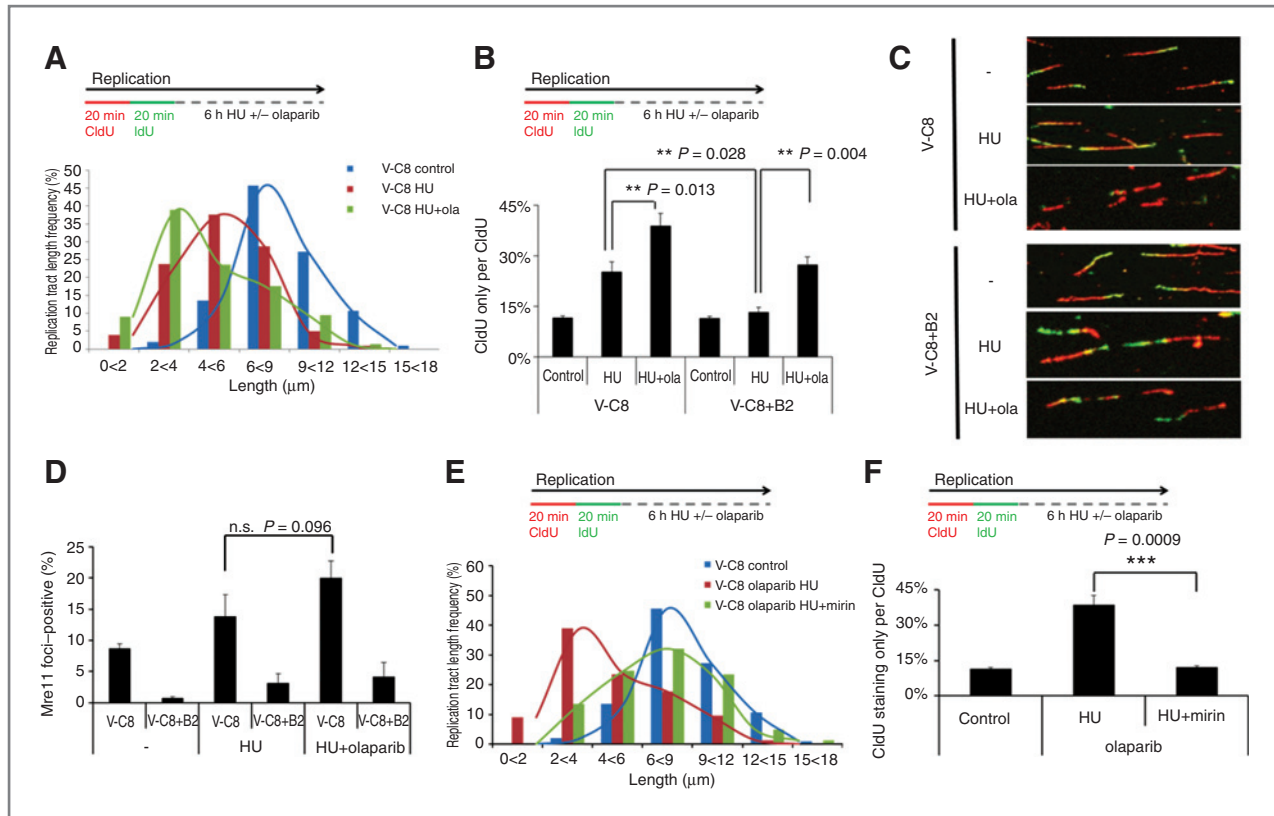 A
Replication
20 min
CldU
20 min
IdU
6 h HU +/– olaparib
V-C8 control
V-C8 HU
V-C8 HU+ola
Replication tract length frequency (%)
50
45
40
35
30
25
20
15
10
5
0
0<2 2<4 4<6 6<9 9<12 12<15 15<18
Length (µm)
B
Replication
20 min
CldU
20 min
IdU
6 h HU +/– olaparib
** P = 0.028
** P = 0.004
** P = 0.013
CldU only per CldU
45%
30%
15%
0%
Control HU HU+ola Control HU HU+ola
V-C8 V-C8+B2
C
V-C8
-
HU
HU+ola
V-C8+B2
-
HU
HU+ola
D
n.s. P = 0.096
Mre11 foci–positive (%)
25
20
15
10
5
0
V-C8 V-C8+B2 V-C8 V-C8+B2 V-C8 V-C8+B2
- HU HU+olaparib
E
Replication
20 min
CldU
20 min
IdU
6 h HU +/– olaparib
V-C8 control
V-C8 olaparib HU
V-C8 olaparib HU+mirin
Replication tract length frequency (%)
60
50
40
30
20
10
0
0<2 2<4 4<6 6<9 9<12 12<15 15<18
Length (µm)
F
Replication
20 min
CldU
20 min
IdU
6 h HU +/– olaparib
P = 0.0009
***
CldU staining only per CldU
45%
30%
15%
0%
Control HU HU+mirin
olaparib